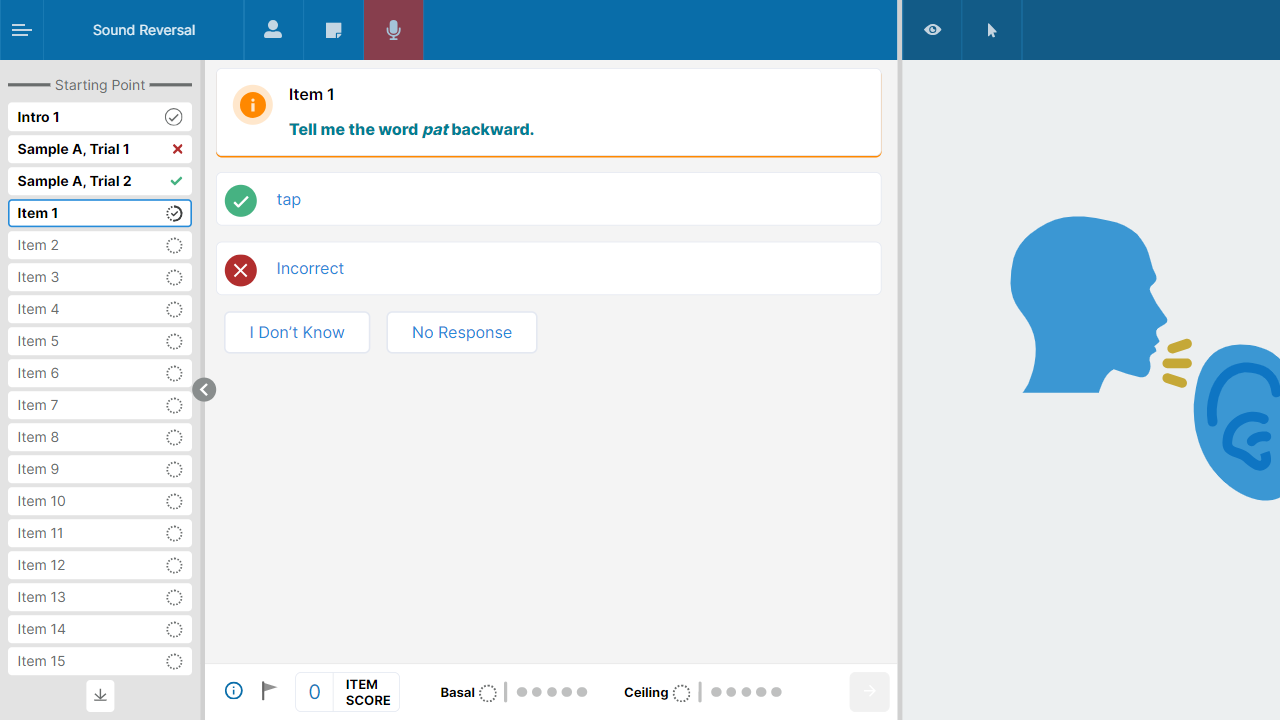 Sound Reversal
Starting Point
Intro 1
Sample A, Trial 1
Sample A, Trial 2
Item 1
Item 2
Item 3
Item 4
Item 5
Item 6
Item 7
Item 8
Item 9
Item 10
Item 11
Item 12
Item 13
Item 14
Item 15
Item 1
Tell me the word pat backward.
tap
Incorrect
I Don’t Know
No Response
0
ITEM
SCORE
Basal
Ceiling